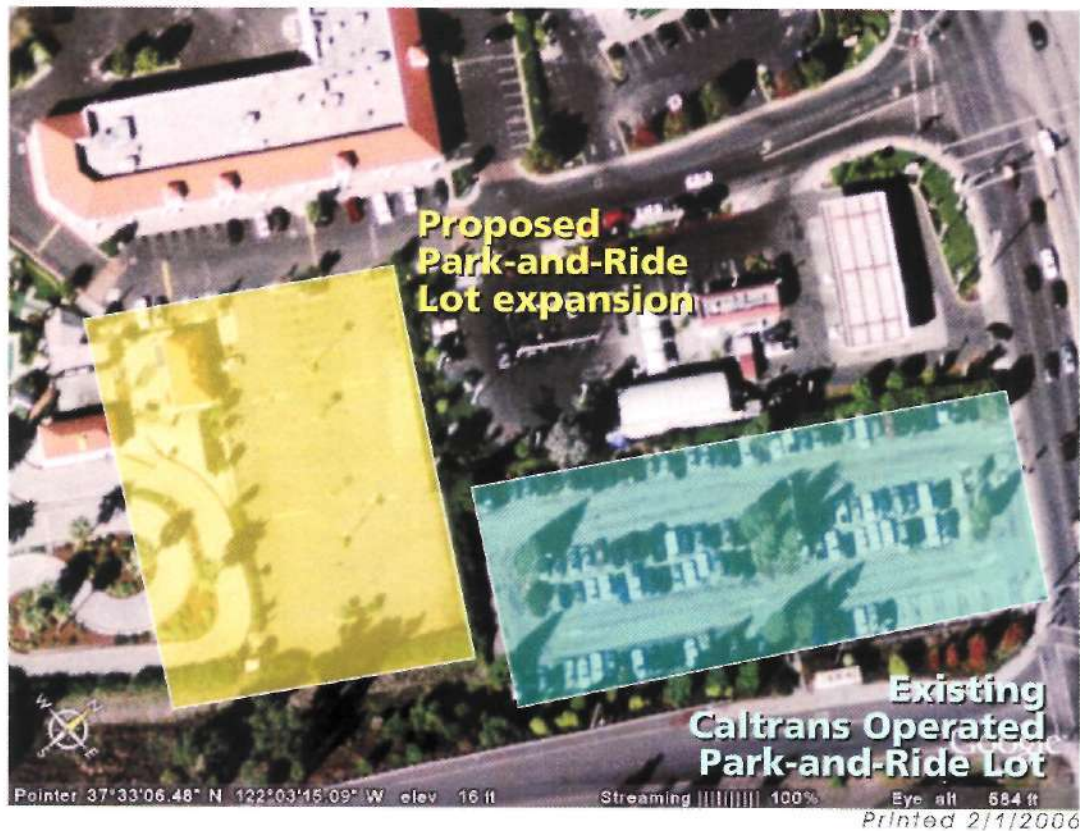 Proposed
Park-and-Ride
Lot expansion
W
N
S
E
Existing
Caltrans Operated
Park-and-Ride Lot
Google
Pointer 37°33'06.48" N 122°03'15.09" W elev 16 ft Streaming ||||||||| 100% Eye alt 684 ft
Printed 2/1/2006